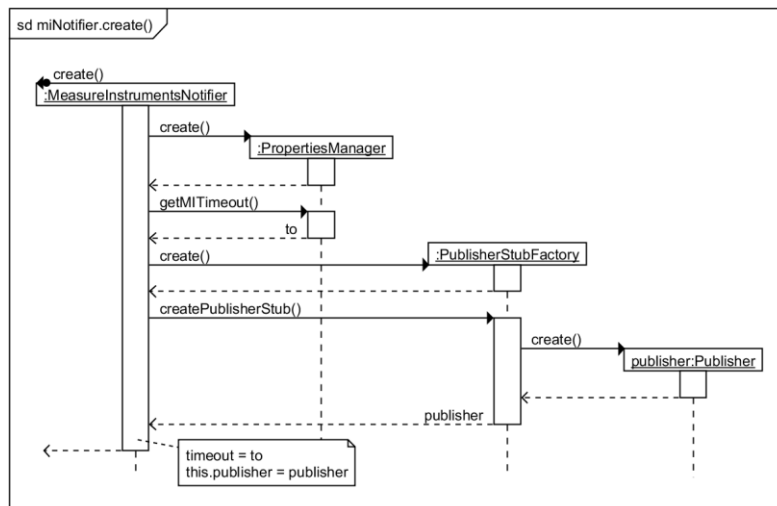 sd miNotifier.create()
create()
:MeasureInstrumentsNotifier
create()
:PropertiesManager
getMITimeout()
to
create()
:PublisherStubFactory
createPublisherStub()
create()
publisher:Publisher
publisher
timeout = to
this.publisher = publisher